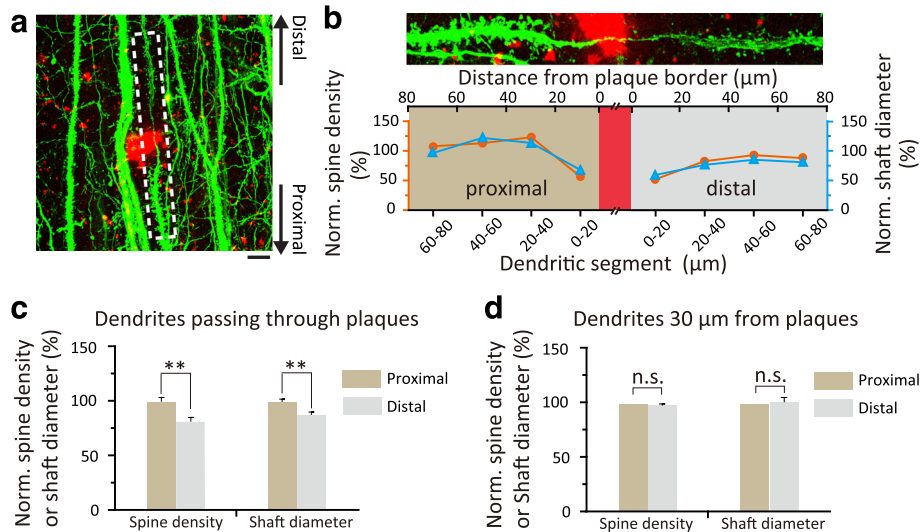 a
Distal
Proximal
b
Distance from plaque border (µm)
80 60 40 20 0 0 20 40 60 80
Norm. spine density
(%)
150
100
50
0
proximal
distal
150
100
50
0
Norm. shaft diameter
(%)
60-80 40-60 20-40 0-20 0-20 20-40 40-60 60-80
Dendritic segment (µm)
c
Dendrites passing through plaques
Norm. spine density
or shaft diameter (%)
150
100
50
0
** **
Proximal
Distal
Spine density Shaft diameter
d
Dendrites 30 µm from plaques
Norm. spine density
or Shaft diameter (%)
150
100
50
0
n.s. n.s.
Proximal
Distal
Spine density Shaft diameter